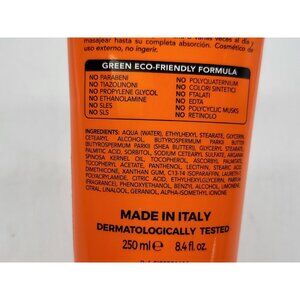 masajear hasta su completa absorción. Cosmético de
uso externo, no ingerir.
GREEN ECO-FRIENDLY FORMULA
NO PARABENI
NO TIAZOLINONI
NO PROPYLENE GLYCOL
NO ETHANOLAMINE
NO SLES
NO SLS
NO POLYQUATERNIUM
NO COLORI SINTETICI
NO FTALATI
NO EDTA
NO POLYCYCLIC MUSKS
NO RETINOLO
INGREDIENTS: AQUA (WATER), ETHYLHEXYL STEARATE, GLYCERIN,
CETEARYL ALCOHOL, BUTYROSPERMUM PARKII BUTTER
(BUTYROSPERMUM PARKII (SHEA) BUTTER), GLYCERYL STEARATE,
PALMITIC ACID, SORBITOL, SODIUM CETEARYL SULFATE, ARGANIA
SPINOSA KERNEL OIL, TOCOPHEROL, ASCORBYL PALMITATE,
TOCOPHERYL ACETATE, PANTHENOL, LECITHIN, STEARIC ACID,
DIMETHICONE, XANTHAN GUM, C13-14 ISOPARAFFIN, LAURETH-7,
POLYACRYLAMIDE, CITRIC ACID, ETHYLHEXYLGLYCERIN, PARFUM
(FRAGRANCE), PHENOXYETHANOL, BENZYL ALCOHOL, LIMONENE,
CITRAL, LINALOOL, GERANIOL, ALPHA-ISOMETHYL IONONE
MADE IN ITALY
DERMATOLOGICALLY TESTED
250 ml e 8.4 fl. oz.